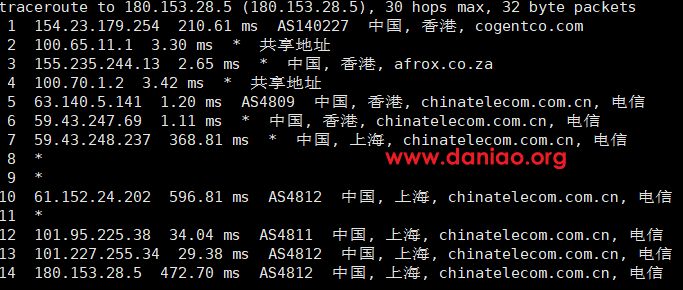 traceroute to 180.153.28.5 (180.153.28.5), 30 hops max, 32 byte packets
1 154.23.179.254 210.61 ms AS140227 中国, 香港, cogentco.com
2 100.65.11.1 3.30 ms * 共享地址
3 155.235.244.13 2.65 ms * 中国, 香港, afrox.co.za
4 100.70.1.2 3.42 ms * 共享地址
5 63.140.5.141 1.20 ms AS4809 中国, 香港, chinatelecom.com.cn, 电信
6 59.43.247.69 1.11 ms * 中国, 香港, chinatelecom.com.cn, 电信
7 59.43.248.237 368.81 ms * 中国, 上海, chinatelecom.com.cn, 电信
8 *
www.daniao.org
9 *
10 61.152.24.202 596.81 ms AS4812 中国, 上海, chinatelecom.com.cn, 电信
11 *
12 101.95.225.38 34.04 ms AS4811 中国, 上海, chinatelecom.com.cn, 电信
13 101.227.255.34 29.38 ms AS4812 中国, 上海, chinatelecom.com.cn, 电信
14 180.153.28.5 472.70 ms AS4812 中国, 上海, chinatelecom.com.cn, 电信